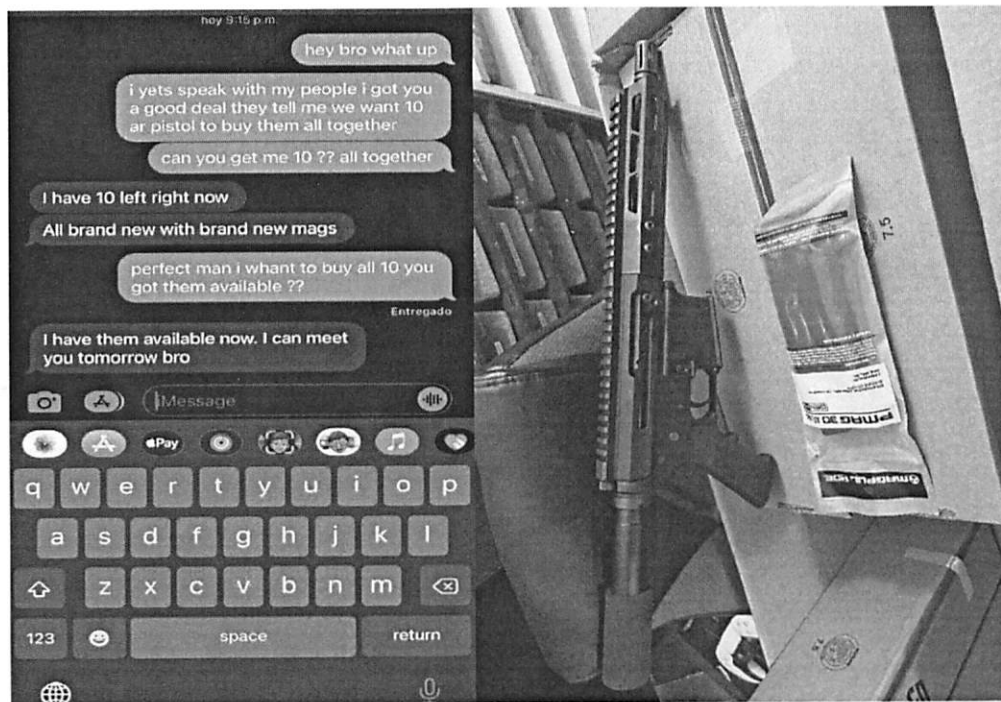 hoy 9:15 p.m.
hey bro what up
i yets speak with my people i got you
a good deal they tell me we want 10
ar pistol to buy them all together
can you get me 10 ?? all together
I have 10 left right now
All brand new with brand new mags
perfect man i whant to buy all 10 you
got them available ??
Entregado
I have them available now. I can meet
you tomorrow bro
iMessage
Pay
q w e r t y u i o p
a s d f g h j k l
z x c v b n m
123
space
return
7.5
PMAG 30
MAGPUL
7.5